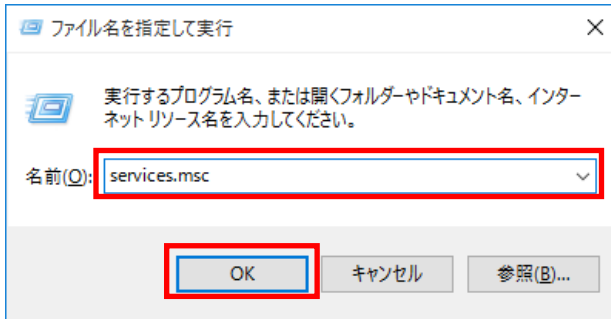 ファイル名を指定して実行
実行するプログラム名、または開くフォルダーやドキュメント名、インター
ネット リソース名を入力してください。
名前(O): services.msc
OK キャンセル 参照(B)...